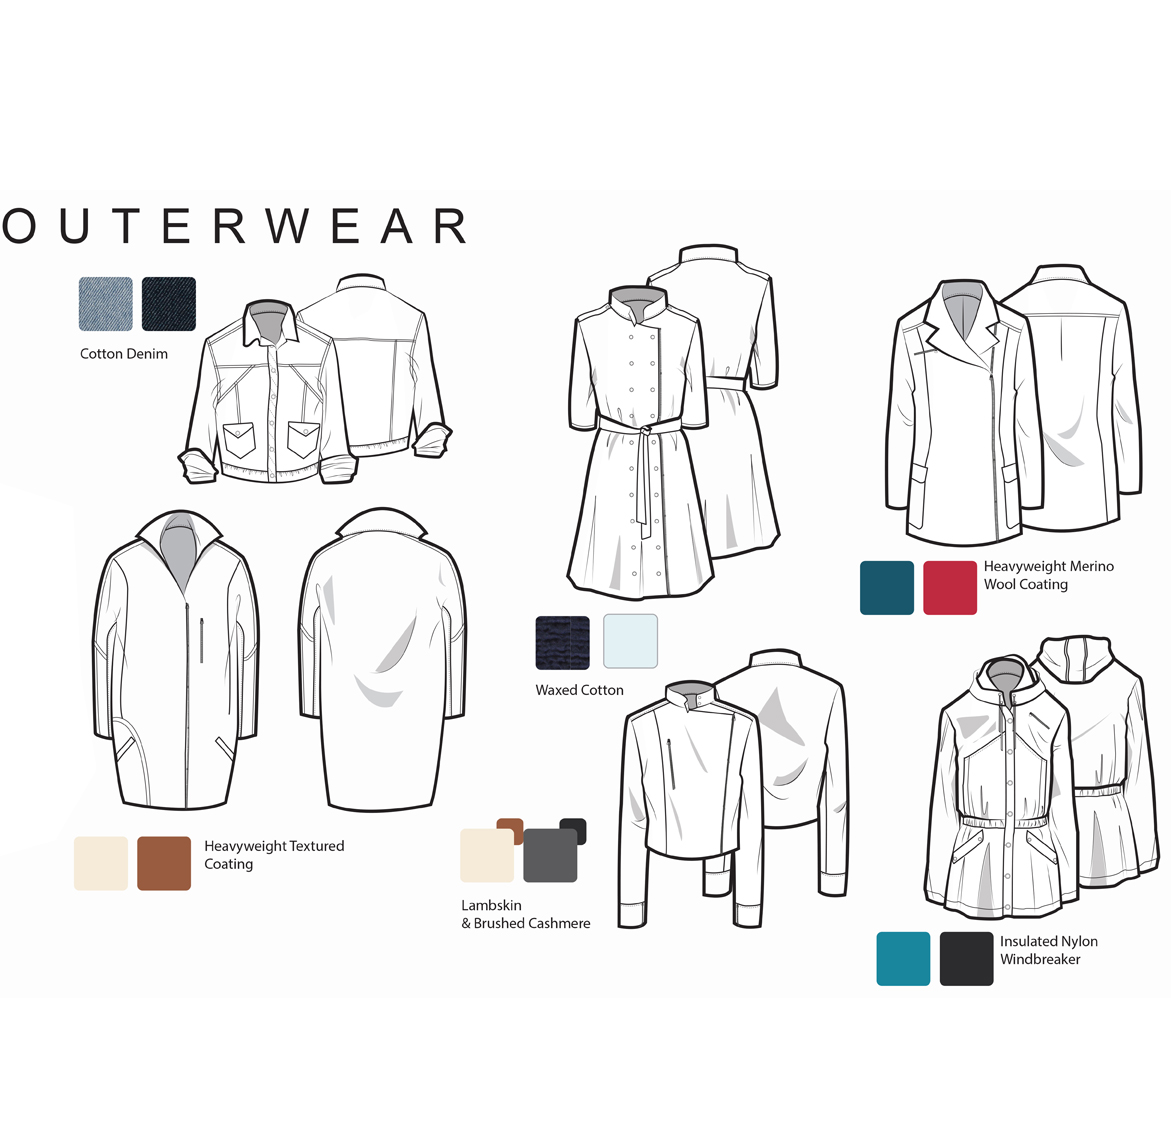 OUTERWEAR
Cotton Denim
Heavyweight Merino
Wool Coating
Waxed Cotton
Heavyweight Textured
Coating
Lambskin
& Brushed Cashmere
Insulated Nylon
Windbreaker